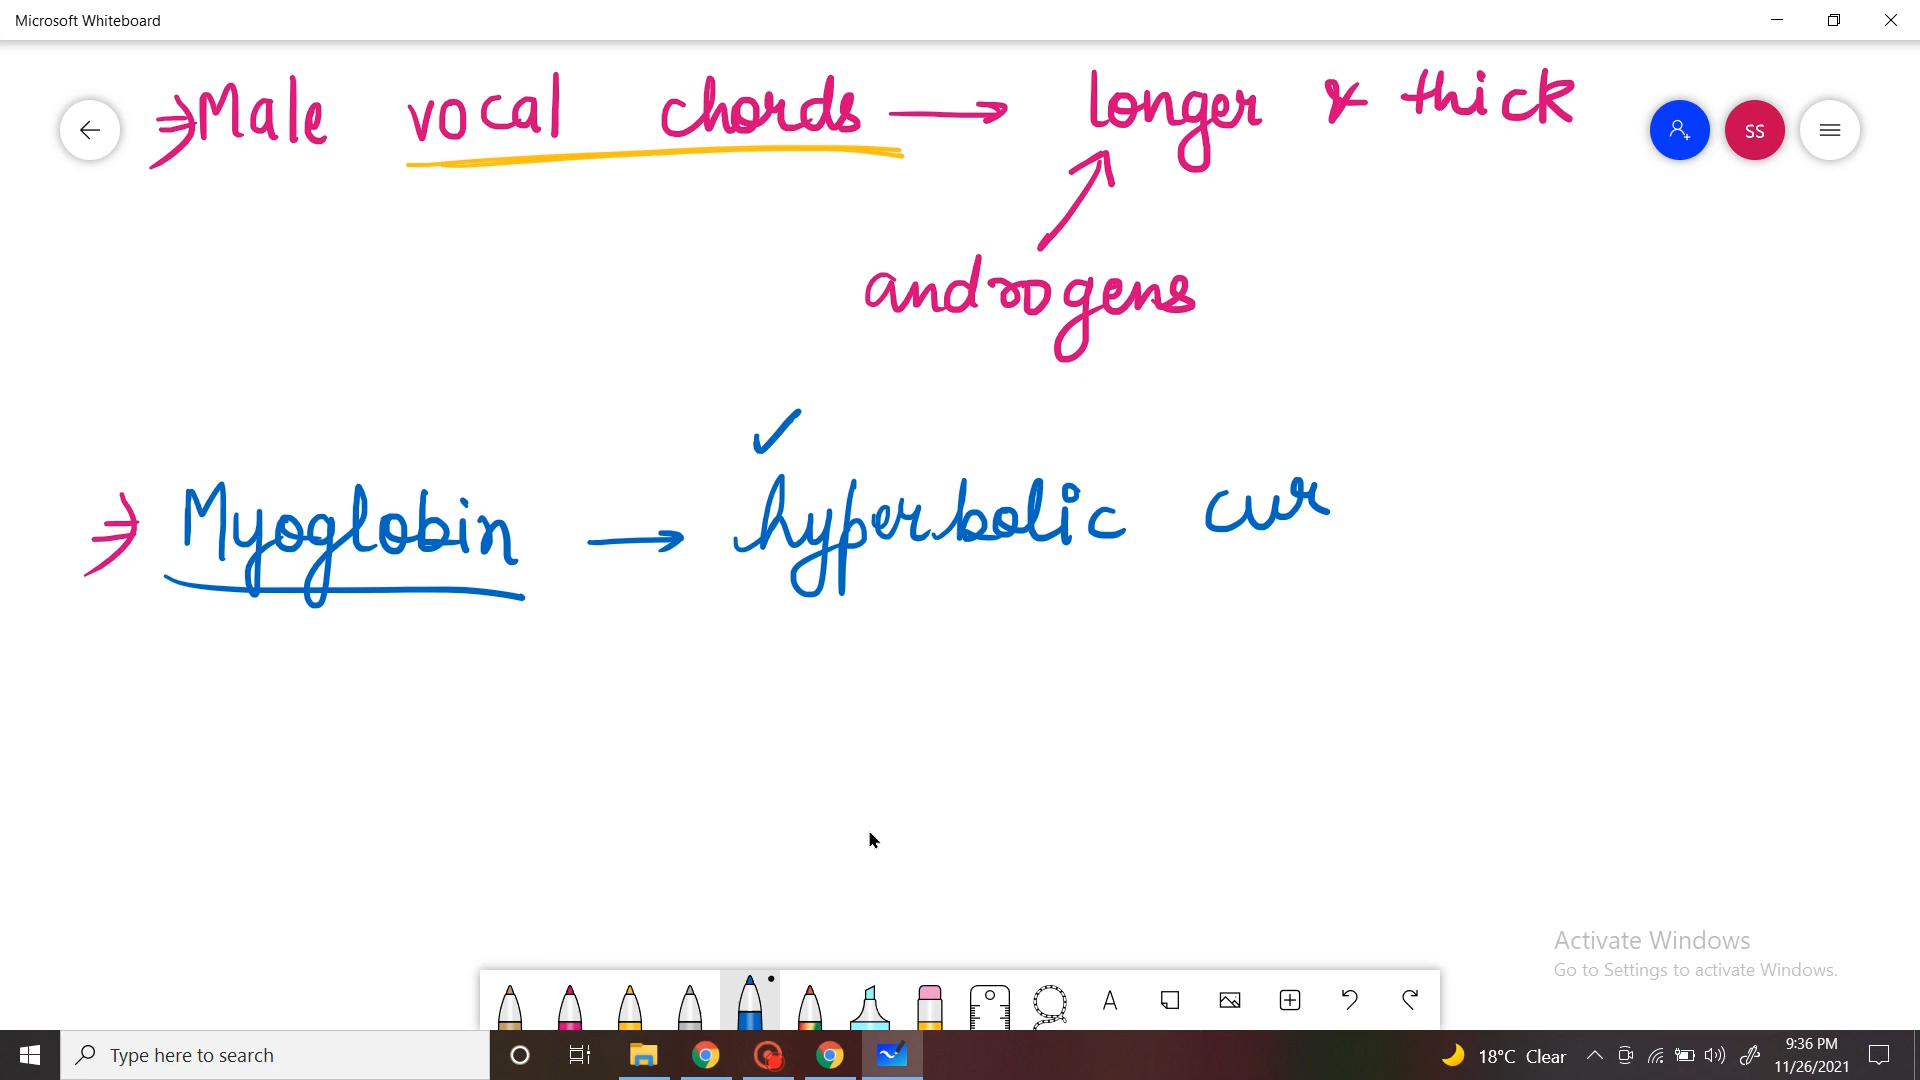 Microsoft Whiteboard
⇒ Male vocal chords → longer & thick
SS
androgens
✓
⇒ Myoglobin → hyperbolic cur
Activate Windows
Go to Settings to activate Windows.
A
Type here to search
18°C Clear
9:36 PM
11/26/2021